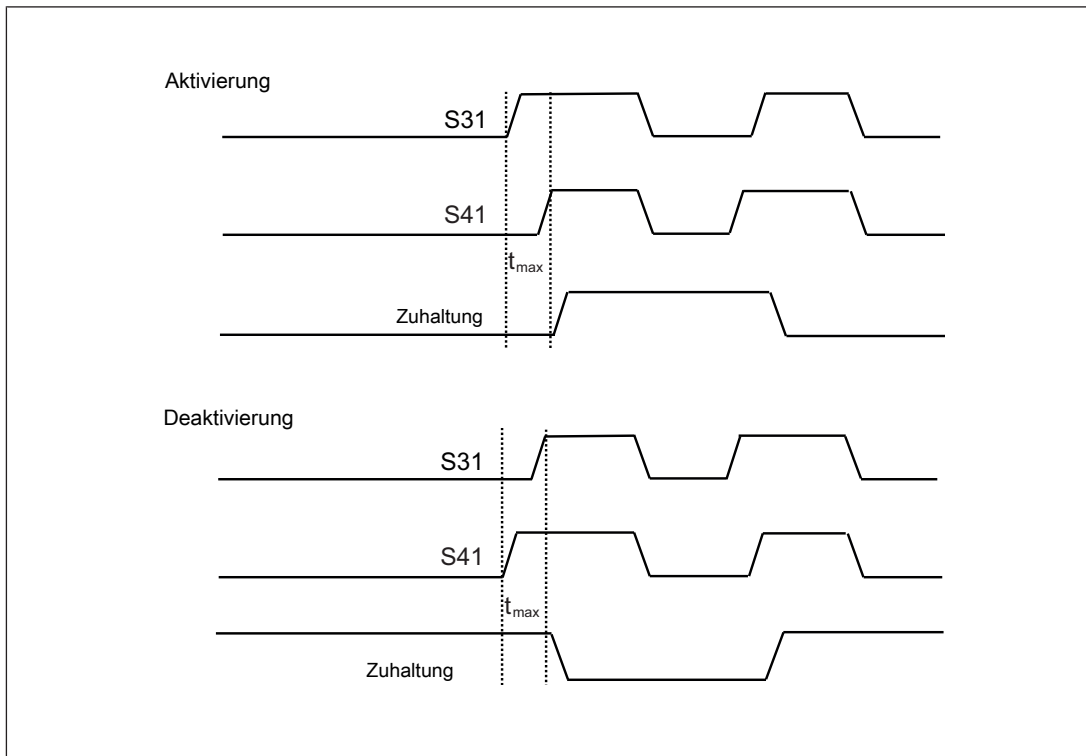 Aktivierung
S31
S41
tmax
Zuhaltung
Deaktivierung
S31
S41
tmax
Zuhaltung